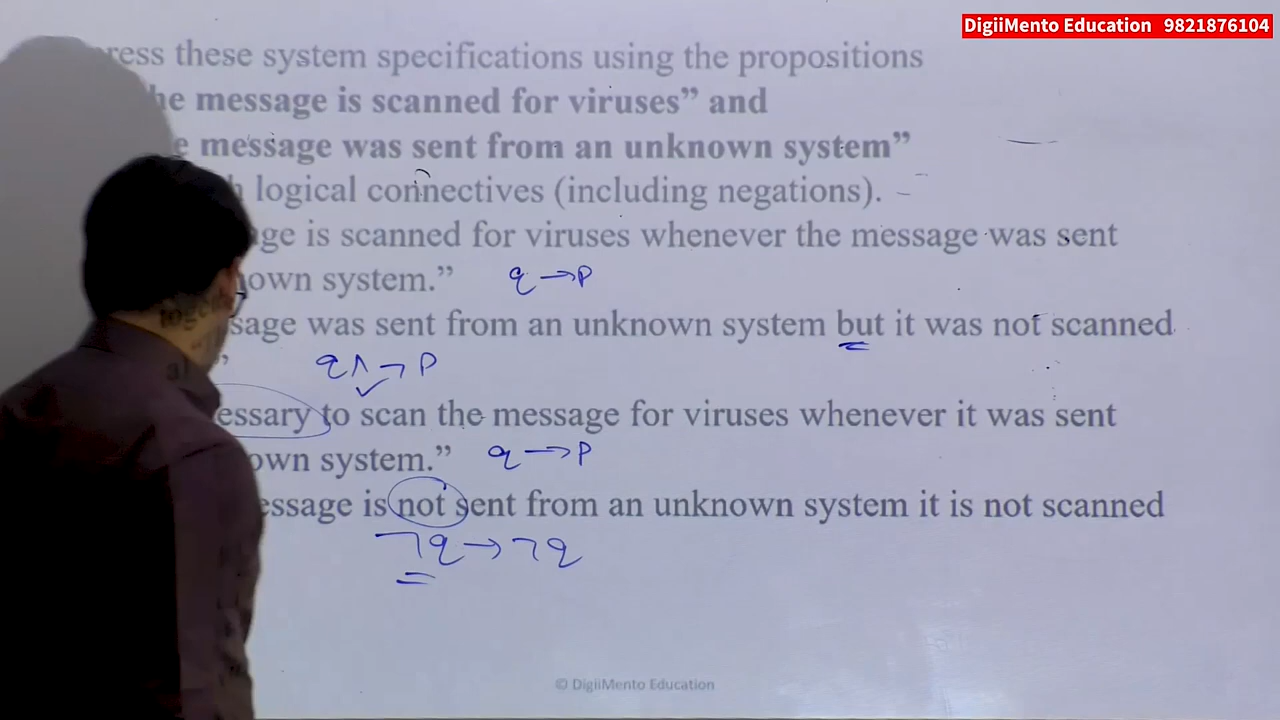 DigiiMento Education 9821876104
ress these system specifications using the propositions
he message is scanned for viruses” and
e message was sent from an unknown system”
h logical connectives (including negations).
ge is scanned for viruses whenever the message was sent
own system.” q → p
sage was sent from an unknown system but it was not scanned
” q ∧ ¬ p
essary to scan the message for viruses whenever it was sent
own system.” q → p
essage is not sent from an unknown system it is not scanned
¬q → ¬q
© DigiiMento Education